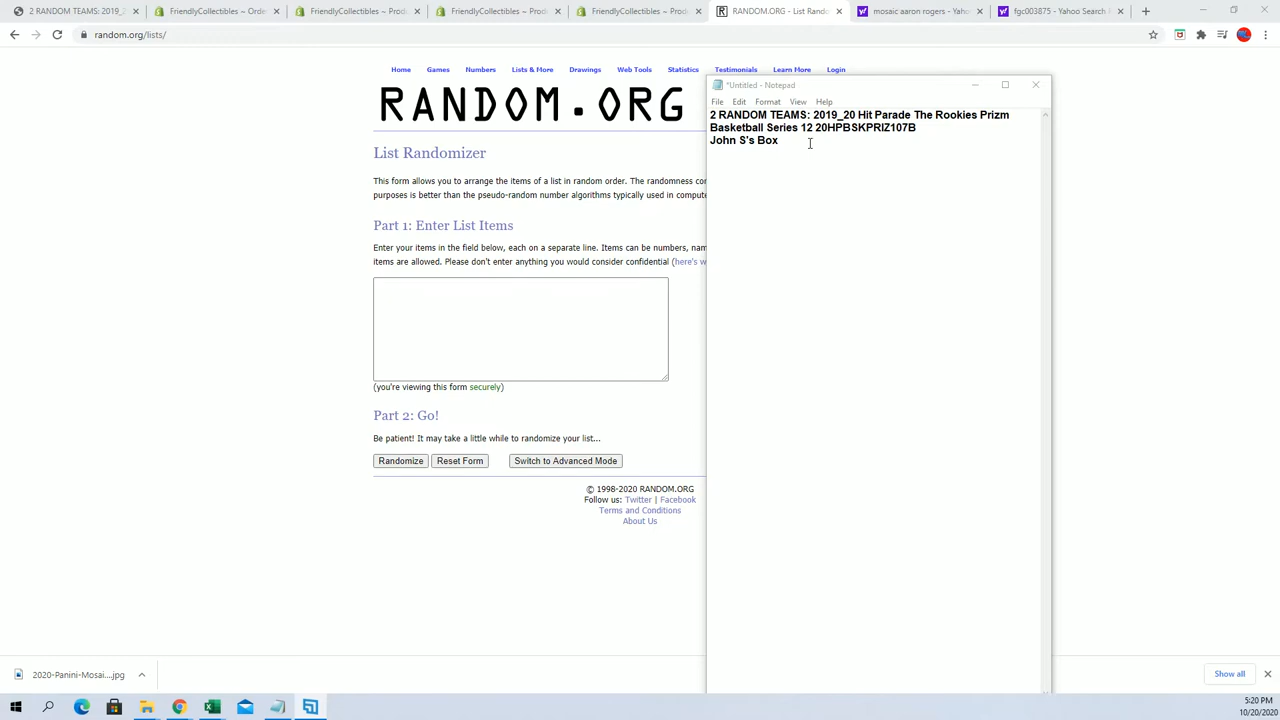 2 RANDOM TEAMS: 2019_2
FriendlyCollectibles ~ Orde
FriendlyCollectibles ~ Prod
FriendlyCollectibles ~ Prod
FriendlyCollectibles ~ Prod
RANDOM.ORG - List Rando
mosaic aaron rogers - Yaho
fgc003875 - Yahoo Search
random.org/lists/
Home Games Numbers Lists & More Drawings Web Tools Statistics Testimonials Learn More Login
RANDOM.ORG
List Randomizer
This form allows you to arrange the items of a list in random order. The randomness co
purposes is better than the pseudo-random number algorithms typically used in compute
Part 1: Enter List Items
Enter your items in the field below, each on a separate line. Items can be numbers, nam
items are allowed. Please don't enter anything you would consider confidential (here's w
(you're viewing this form securely)
Part 2: Go!
Be patient! It may take a little while to randomize your list...
Randomize Reset Form Switch to Advanced Mode
© 1998-2020 RANDOM.ORG
Follow us: Twitter | Facebook
Terms and Conditions
About Us
*Untitled - Notepad
File Edit Format View Help
2 RANDOM TEAMS: 2019_20 Hit Parade The Rookies Prizm
Basketball Series 12 20HPBSKPRIZ107B
John S's Box
2020-Panini-Mosai....jpg
Show all
5:20 PM
10/20/2020